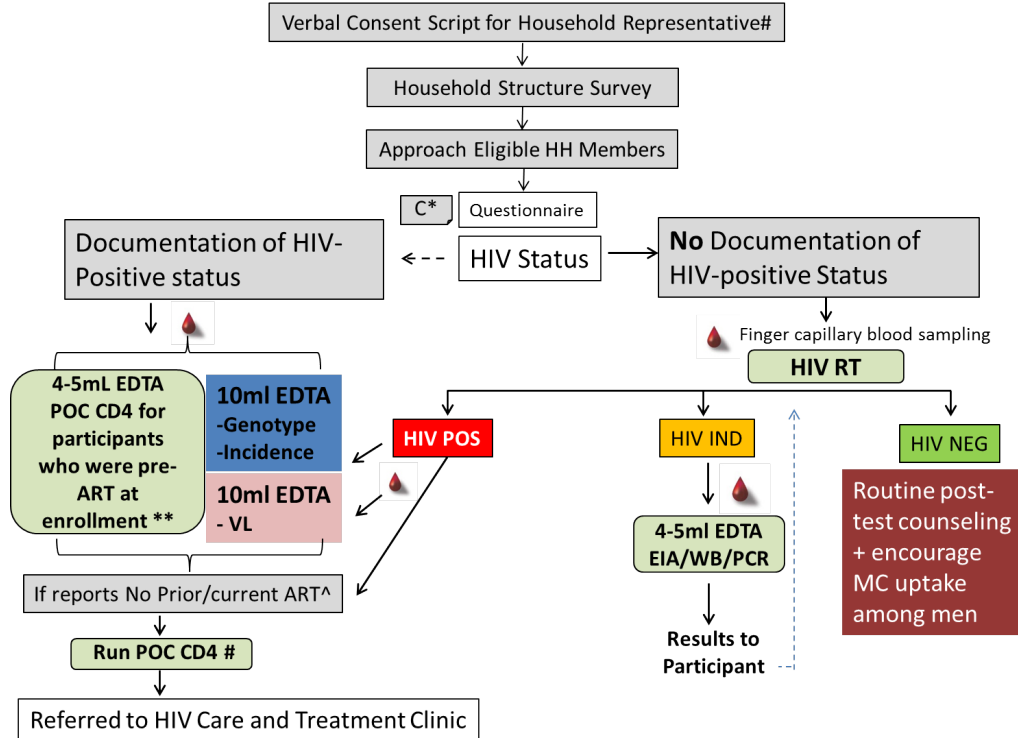 Verbal Consent Script for Household Representative#
Household Structure Survey
Approach Eligible HH Members
C*
Questionnaire
HIV Status
Documentation of HIV-
Positive status
No Documentation of
HIV-positive Status
Finger capillary blood sampling
HIV RT
4-5mL EDTA
POC CD4 for
participants
who were pre-
ART at
enrollment **
10ml EDTA
-Genotype
-Incidence
10ml EDTA
- VL
HIV POS
HIV IND
HIV NEG
4-5ml EDTA
EIA/WB/PCR
Results to
Participant
Routine post-
test counseling
+ encourage
MC uptake
among men
If reports No Prior/current ART^
Run POC CD4 #
Referred to HIV Care and Treatment Clinic